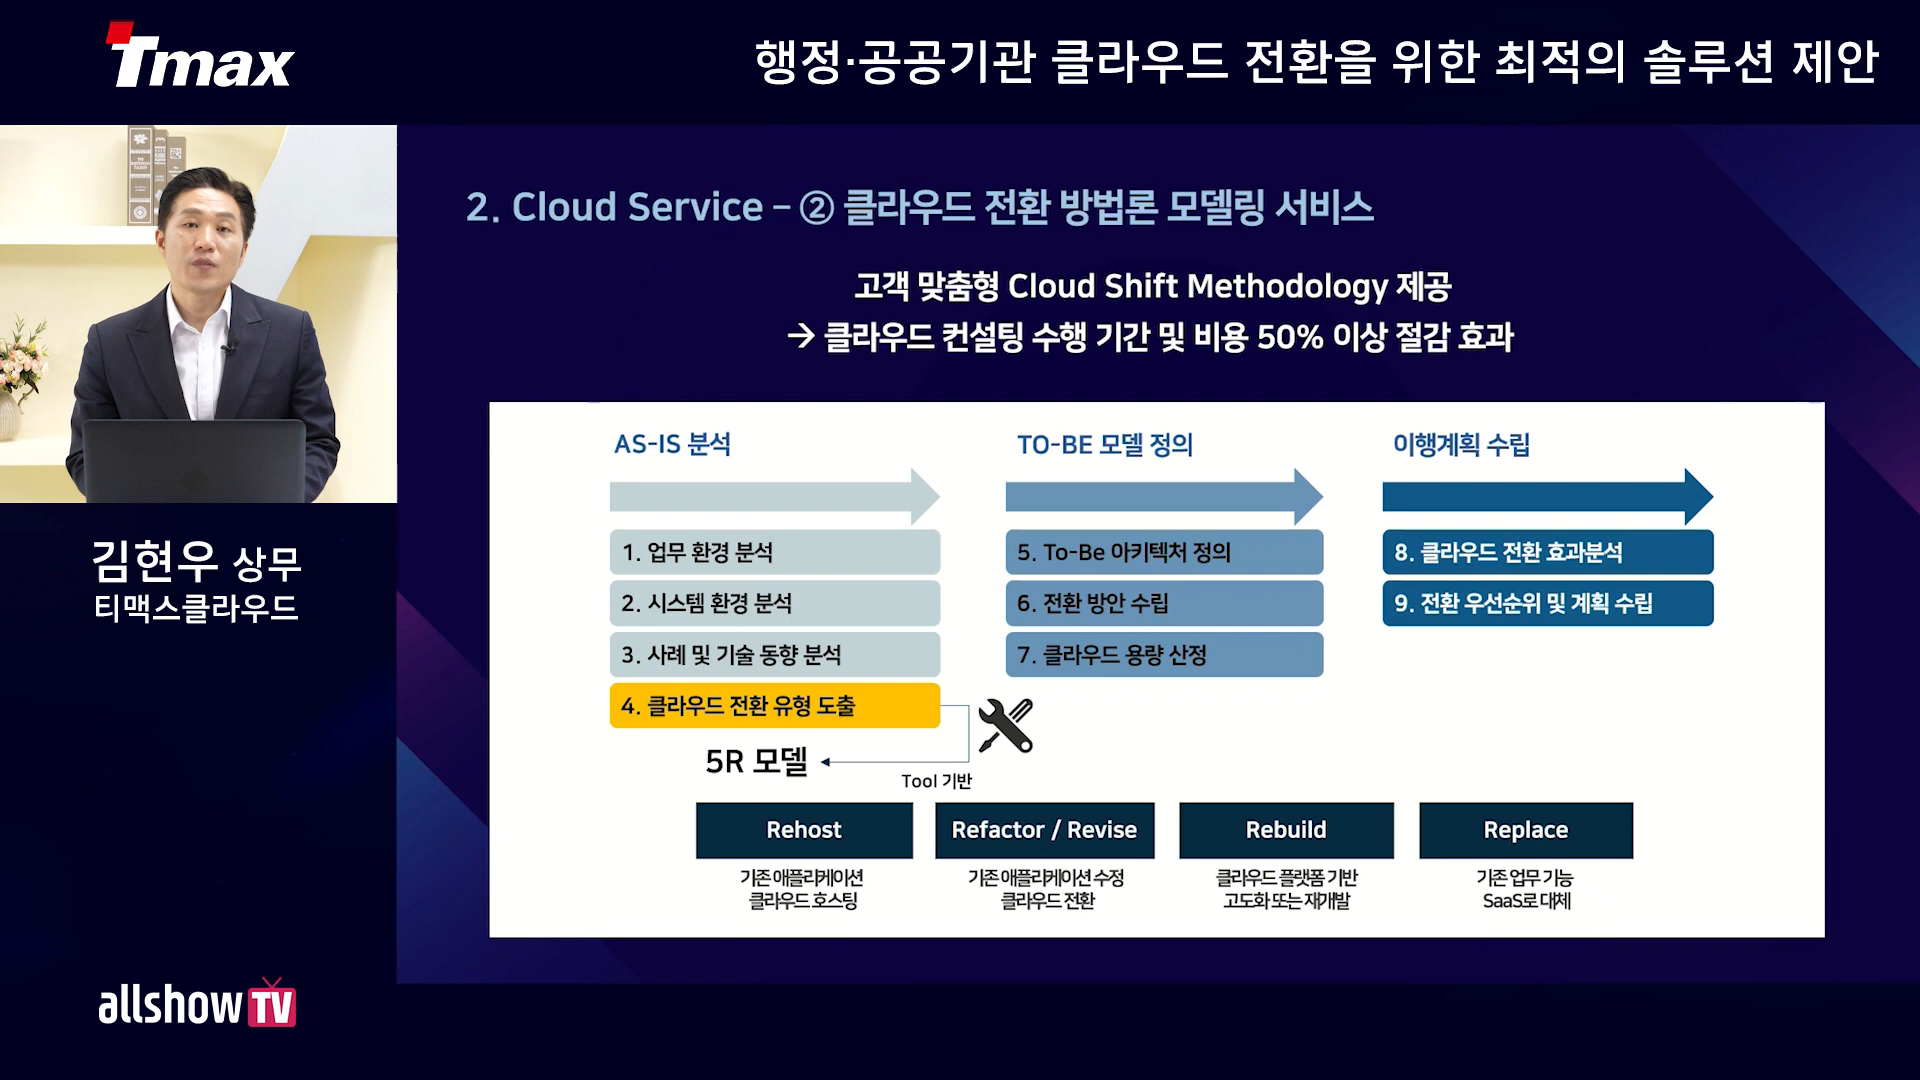 Tmax
행정·공공기관 클라우드 전환을 위한 최적의 솔루션 제안
김현우 상무
티맥스클라우드
allshow TV
2. Cloud Service – ② 클라우드 전환 방법론 모델링 서비스
고객 맞춤형 Cloud Shift Methodology 제공
→ 클라우드 컨설팅 수행 기간 및 비용 50% 이상 절감 효과
AS-IS 분석
1. 업무 환경 분석
2. 시스템 환경 분석
3. 사례 및 기술 동향 분석
4. 클라우드 전환 유형 도출
TO-BE 모델 정의
5. To-Be 아키텍처 정의
6. 전환 방안 수립
7. 클라우드 용량 산정
이행계획 수립
8. 클라우드 전환 효과분석
9. 전환 우선순위 및 계획 수립
5R 모델
Tool 기반
Rehost
기존 애플리케이션
클라우드 호스팅
Refactor / Revise
기존 애플리케이션 수정
클라우드 전환
Rebuild
클라우드 플랫폼 기반
고도화 또는 재개발
Replace
기존 업무 기능
SaaS로 대체